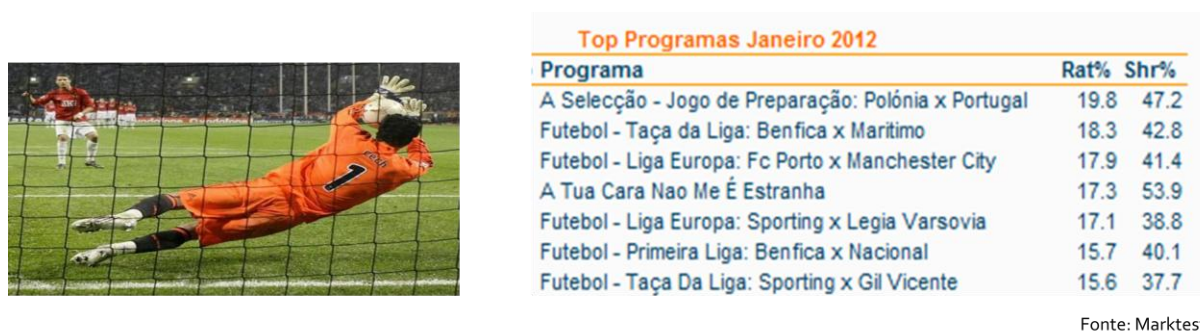 Top Programas Janeiro 2012
Programa Rat% Shr%
A Selecção - Jogo de Preparação: Polónia x Portugal 19.8 47.2
Futebol - Taça da Liga: Benfica x Maritimo 18.3 42.8
Futebol - Liga Europa: Fc Porto x Manchester City 17.9 41.4
A Tua Cara Nao Me É Estranha 17.3 53.9
Futebol - Liga Europa: Sporting x Legia Varsovia 17.1 38.8
Futebol - Primeira Liga: Benfica x Nacional 15.7 40.1
Futebol - Taça Da Liga: Sporting x Gil Vicente 15.6 37.7
Fonte: Marktes
1